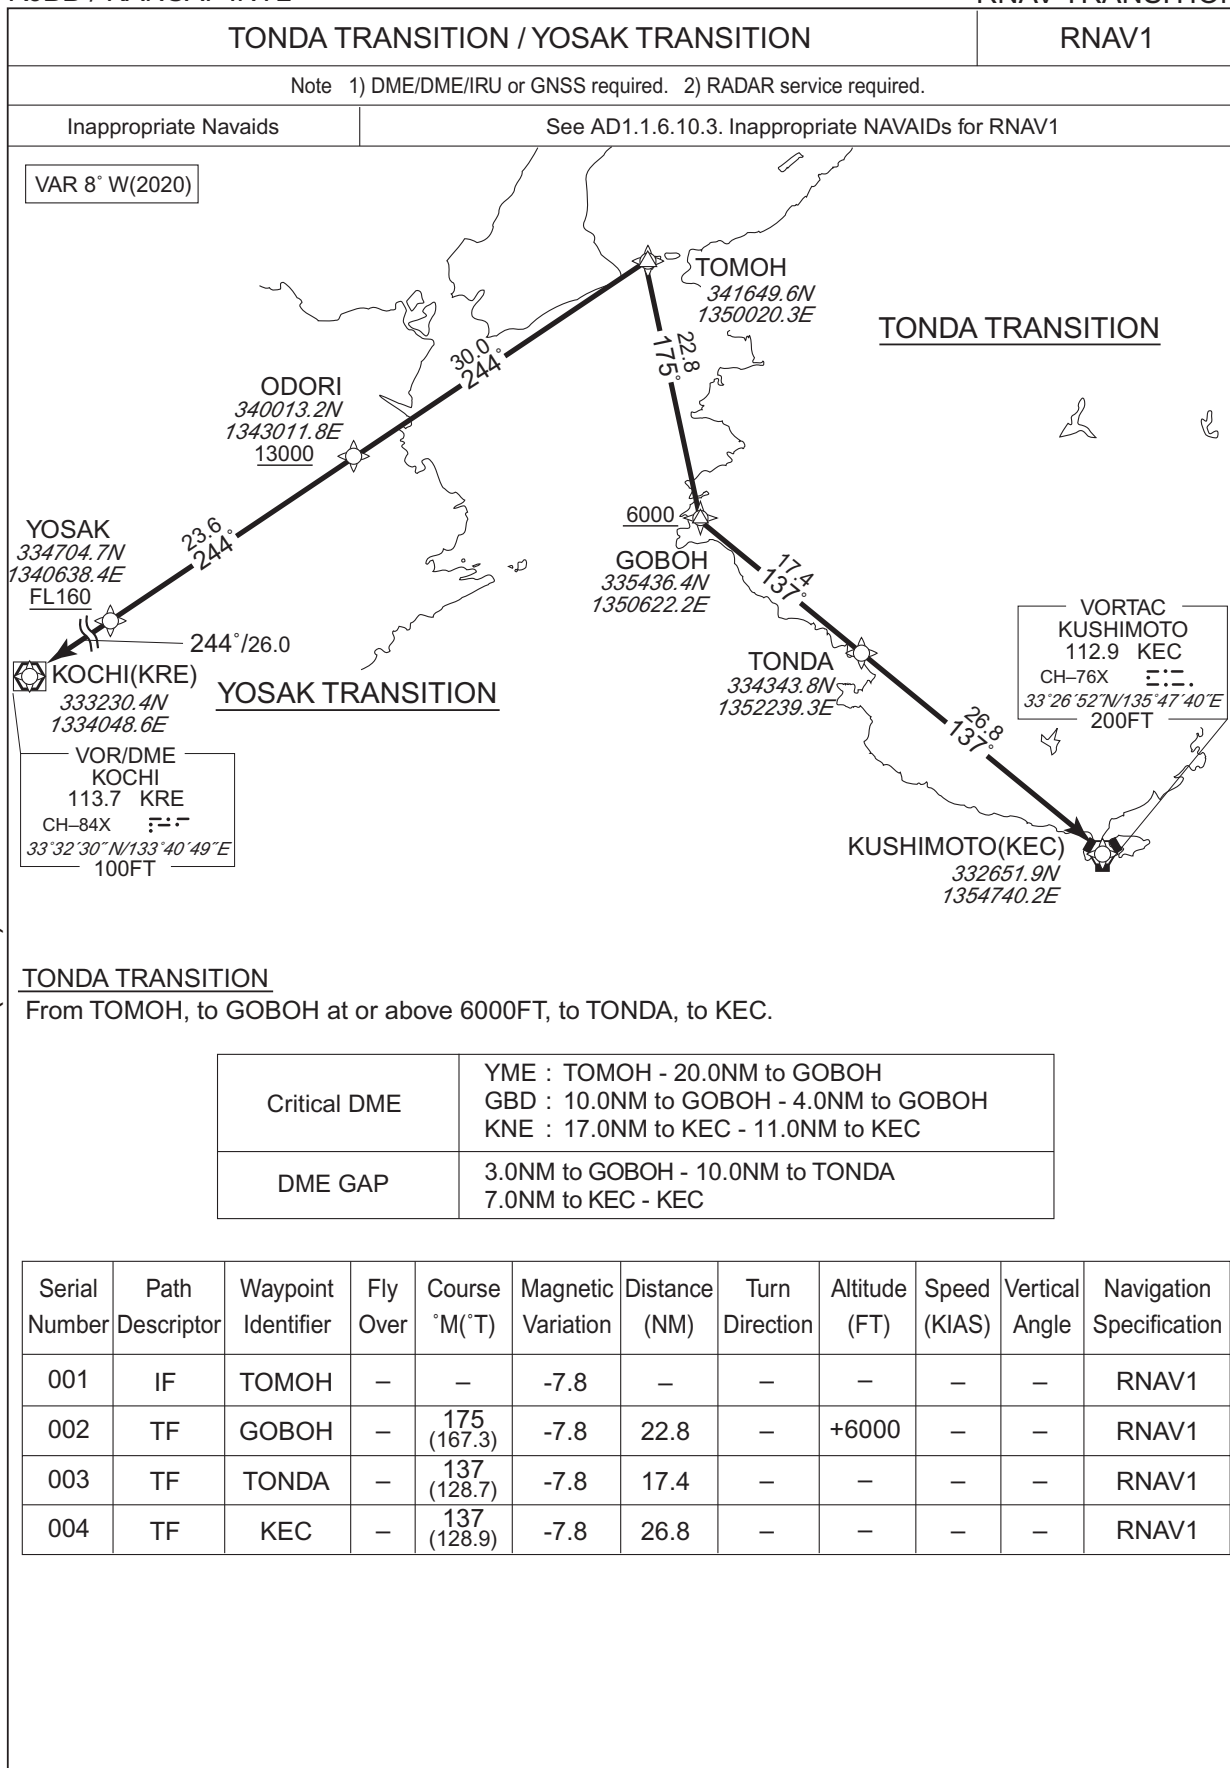 TONDA TRANSITION / YOSAK TRANSITION
RNAV1
Note 1) DME/DME/IRU or GNSS required. 2) RADAR service required.
Inappropriate Navaids
See AD1.1.6.10.3. Inappropriate NAVAIDs for RNAV1
VAR 8° W(2020)
TOMOH
341649.6N
1350020.3E
TONDA TRANSITION
30.0
244°
22.8
175°
ODORI
340013.2N
1343011.8E
13000
YOSAK
334704.7N
1340638.4E
FL160
23.6
244°
6000
GOBOH
335436.4N
1350622.2E
17.4
137°
244°/26.0
KOCHI(KRE)
333230.4N
1334048.6E
YOSAK TRANSITION
TONDA
334343.8N
1352239.3E
VORTAC
KUSHIMOTO
112.9 KEC
CH–76X
33°26´52˝N/135°47´40˝E
200FT
26.8
137°
VOR/DME
KOCHI
113.7 KRE
CH–84X
33°32´30˝N/133°40´49˝E
100FT
KUSHIMOTO(KEC)
332651.9N
1354740.2E
TONDA TRANSITION
From TOMOH, to GOBOH at or above 6000FT, to TONDA, to KEC.
Critical DME
YME : TOMOH - 20.0NM to GOBOH
GBD : 10.0NM to GOBOH - 4.0NM to GOBOH
KNE : 17.0NM to KEC - 11.0NM to KEC
DME GAP
3.0NM to GOBOH - 10.0NM to TONDA
7.0NM to KEC - KEC
Serial Number Path Descriptor Waypoint Identifier Fly Over Course °M(°T) Magnetic Variation Distance (NM) Turn Direction Altitude (FT) Speed (KIAS) Vertical Angle Navigation Specification
001 IF TOMOH – – -7.8 – – – – – RNAV1
002 TF GOBOH – 175 (167.3) -7.8 22.8 – +6000 – – RNAV1
003 TF TONDA – 137 (128.7) -7.8 17.4 – – – – RNAV1
004 TF KEC – 137 (128.9) -7.8 26.8 – – – – RNAV1